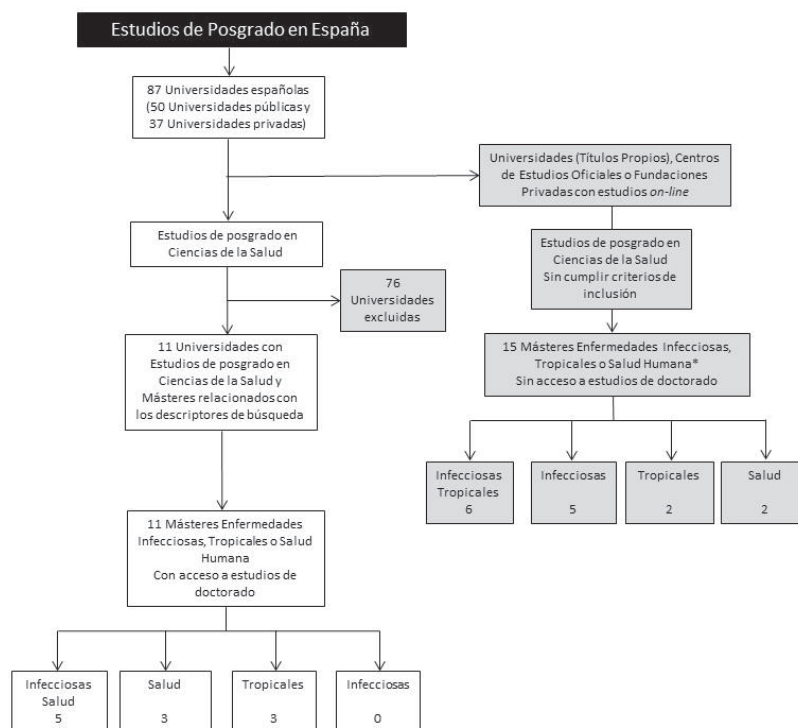 Estudios de Posgrado en España
87 Universidades españolas
(50 Universidades públicas y
37 Universidades privadas)
Universidades (Títulos Propios), Centros
de Estudios Oficiales o Fundaciones
Privadas con estudios on-line
Estudios de posgrado en
Ciencias de la Salud
Estudios de posgrado en
Ciencias de la Salud
Sin cumplir criterios de
inclusión
76
Universidades
excluidas
11 Universidades con
Estudios de posgrado en
Ciencias de la Salud y
Másteres relacionados con
los descriptores de búsqueda
15 Másteres Enfermedades Infecciosas,
Tropicales o Salud Humana*
Sin acceso a estudios de doctorado
Infecciosas
Tropicales
6
Infecciosas
5
Tropicales
2
Salud
2
11 Másteres Enfermedades
Infecciosas, Tropicales o Salud
Humana
Con acceso a estudios de
doctorado
Infecciosas
Salud
5
Salud
3
Tropicales
3
Infecciosas
0